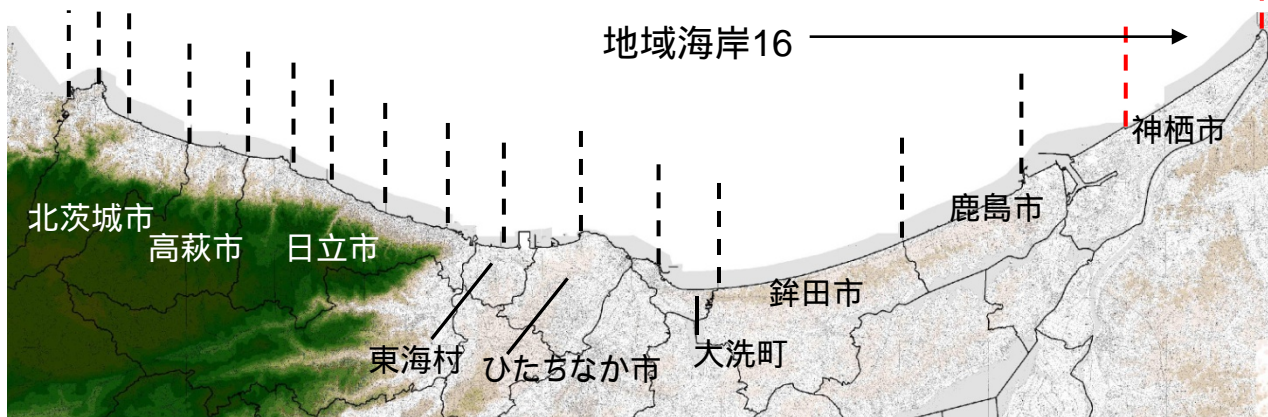 地域海岸16
神栖市
鹿島市
北茨城市
高萩市
日立市
鉾田市
東海村
ひたちなか市
大洗町